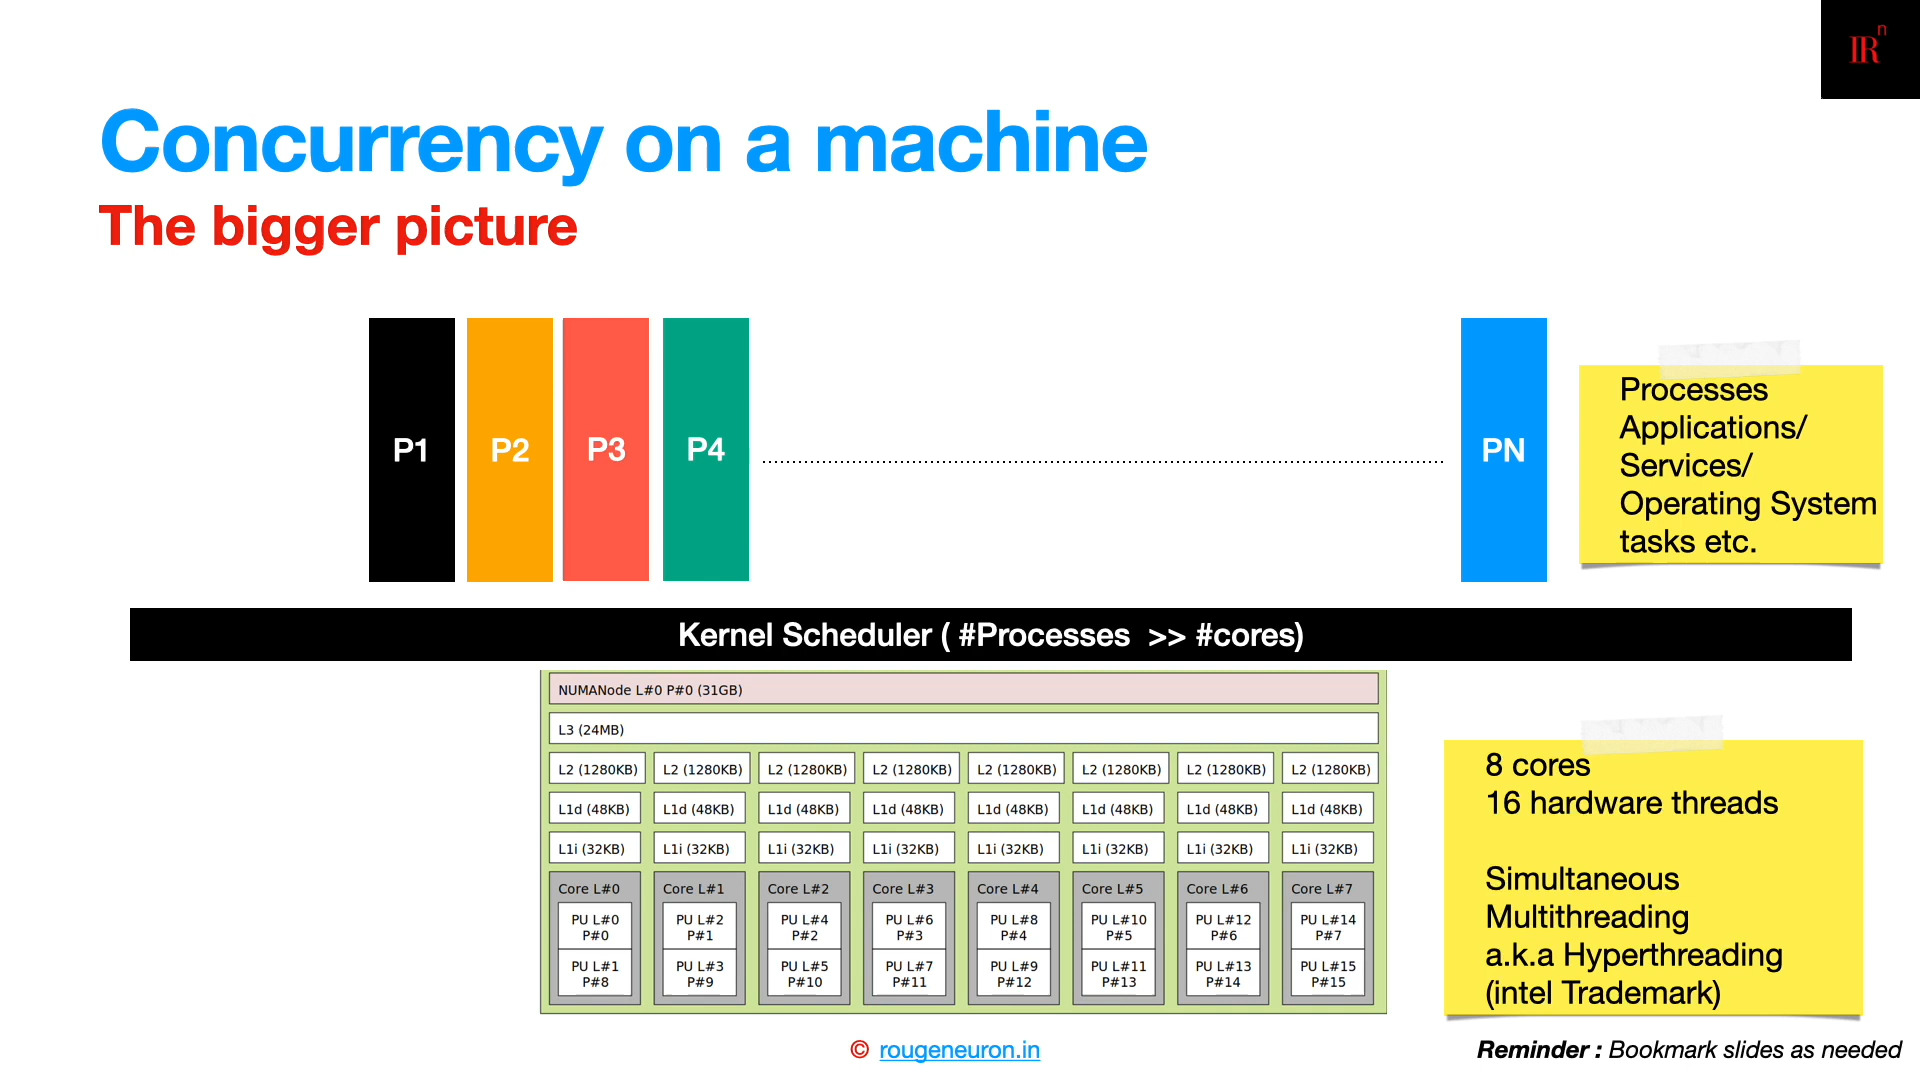 IRn
Concurrency on a machine
The bigger picture
P1 P2 P3 P4 PN
Processes
Applications/
Services/
Operating System
tasks etc.
Kernel Scheduler ( #Processes >> #cores)
NUMANode L#0 P#0 (31GB)
L3 (24MB)
L2 (1280KB) L2 (1280KB) L2 (1280KB) L2 (1280KB) L2 (1280KB) L2 (1280KB) L2 (1280KB) L2 (1280KB)
L1d (48KB) L1d (48KB) L1d (48KB) L1d (48KB) L1d (48KB) L1d (48KB) L1d (48KB) L1d (48KB)
L1i (32KB) L1i (32KB) L1i (32KB) L1i (32KB) L1i (32KB) L1i (32KB) L1i (32KB) L1i (32KB)
Core L#0 Core L#1 Core L#2 Core L#3 Core L#4 Core L#5 Core L#6 Core L#7
PU L#0 PU L#2 PU L#4 PU L#6 PU L#8 PU L#10 PU L#12 PU L#14
P#0 P#1 P#2 P#3 P#4 P#5 P#6 P#7
PU L#1 PU L#3 PU L#5 PU L#7 PU L#9 PU L#11 PU L#13 PU L#15
P#8 P#9 P#10 P#11 P#12 P#13 P#14 P#15
8 cores
16 hardware threads
Simultaneous
Multithreading
a.k.a Hyperthreading
(intel Trademark)
© rougeneuron.in
Reminder : Bookmark slides as needed